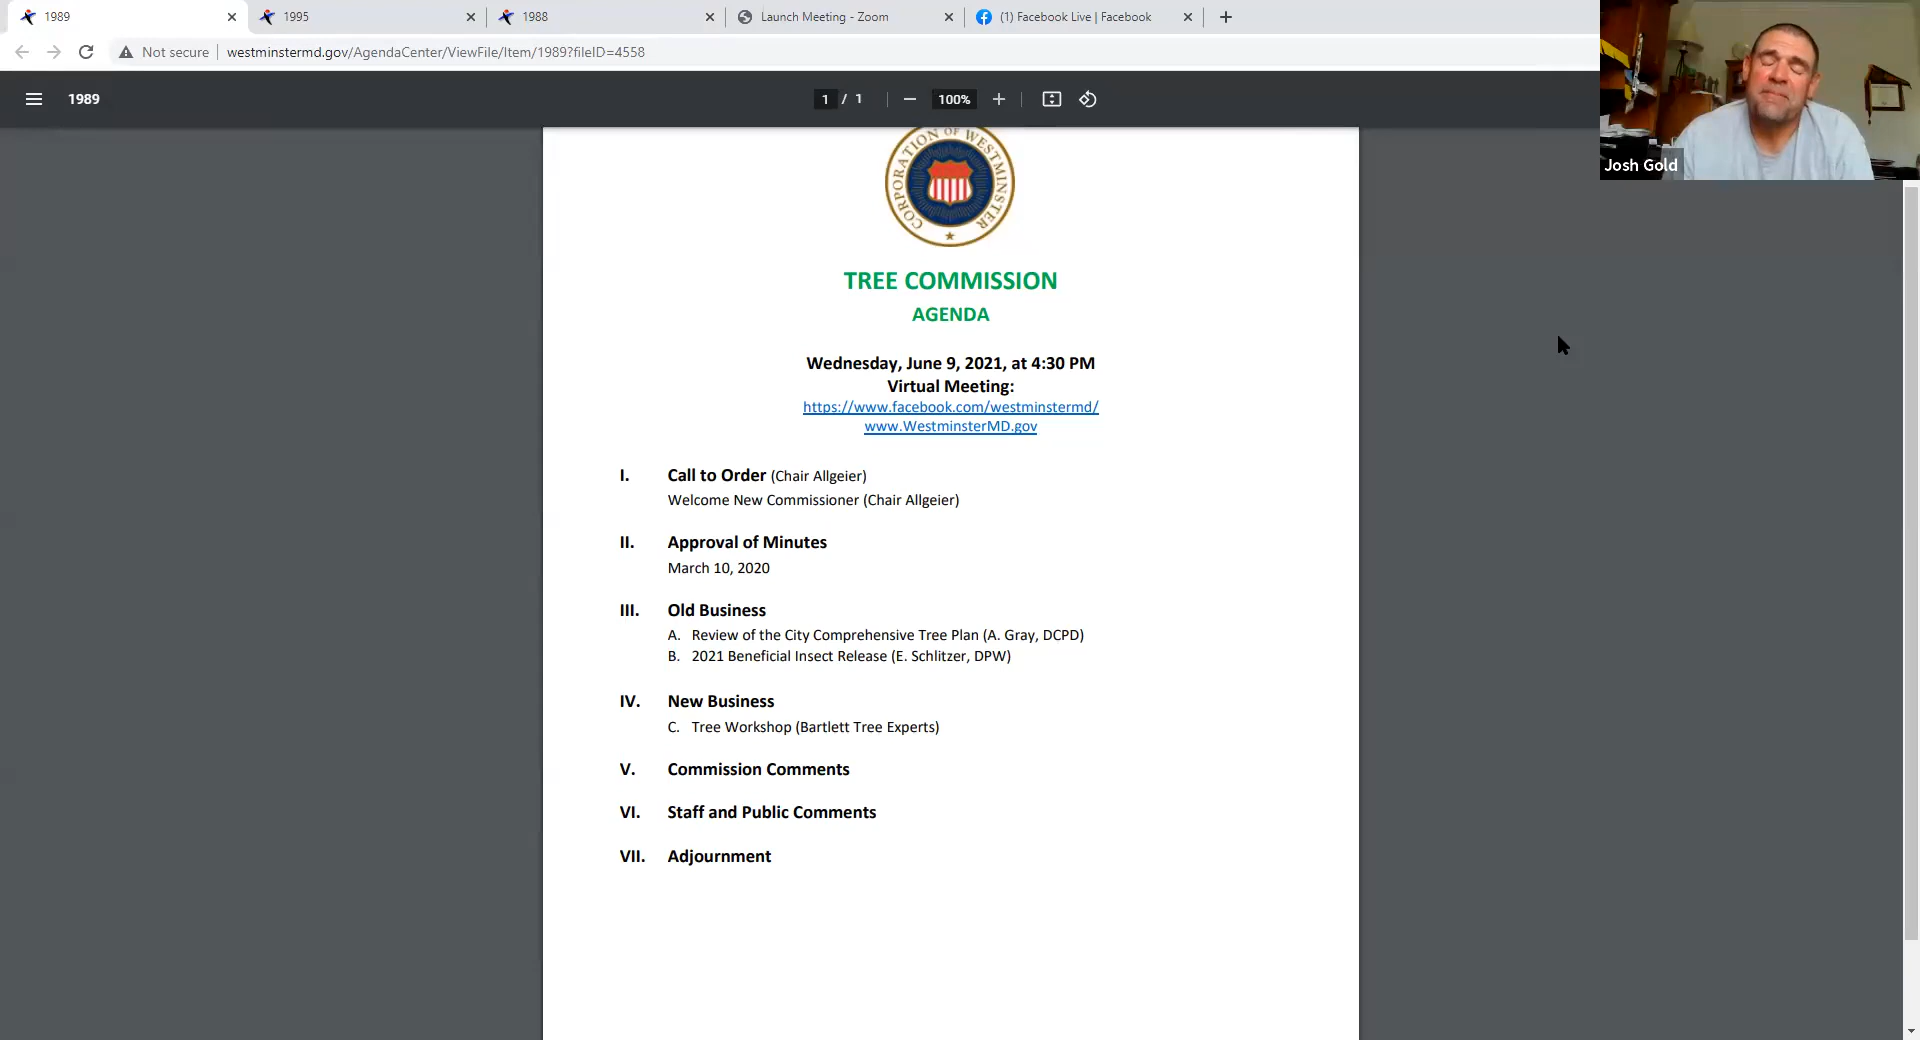 1989
1995
1988
Launch Meeting - Zoom
(1) Facebook Live | Facebook
Not secure
westminstermd.gov/AgendaCenter/ViewFile/Item/1989?fileID=4558
1989
1 / 1
100%
Josh Gold
CORPORATION OF WESTMINSTER
TREE COMMISSION
AGENDA
Wednesday, June 9, 2021, at 4:30 PM
Virtual Meeting:
https://www.facebook.com/westminstermd/
www.WestminsterMD.gov
I. Call to Order (Chair Allgeier)
Welcome New Commissioner (Chair Allgeier)
II. Approval of Minutes
March 10, 2020
III. Old Business
A. Review of the City Comprehensive Tree Plan (A. Gray, DCPD)
B. 2021 Beneficial Insect Release (E. Schlitzer, DPW)
IV. New Business
C. Tree Workshop (Bartlett Tree Experts)
V. Commission Comments
VI. Staff and Public Comments
VII. Adjournment